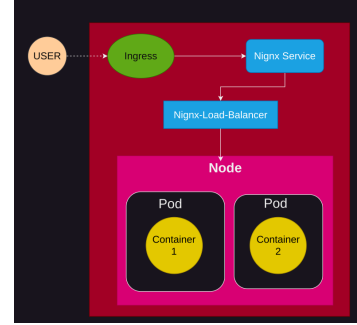 USER
Ingress
Nignx Service
Nignx-Load-Balancer
Node
Pod
Container
1
Pod
Container
2